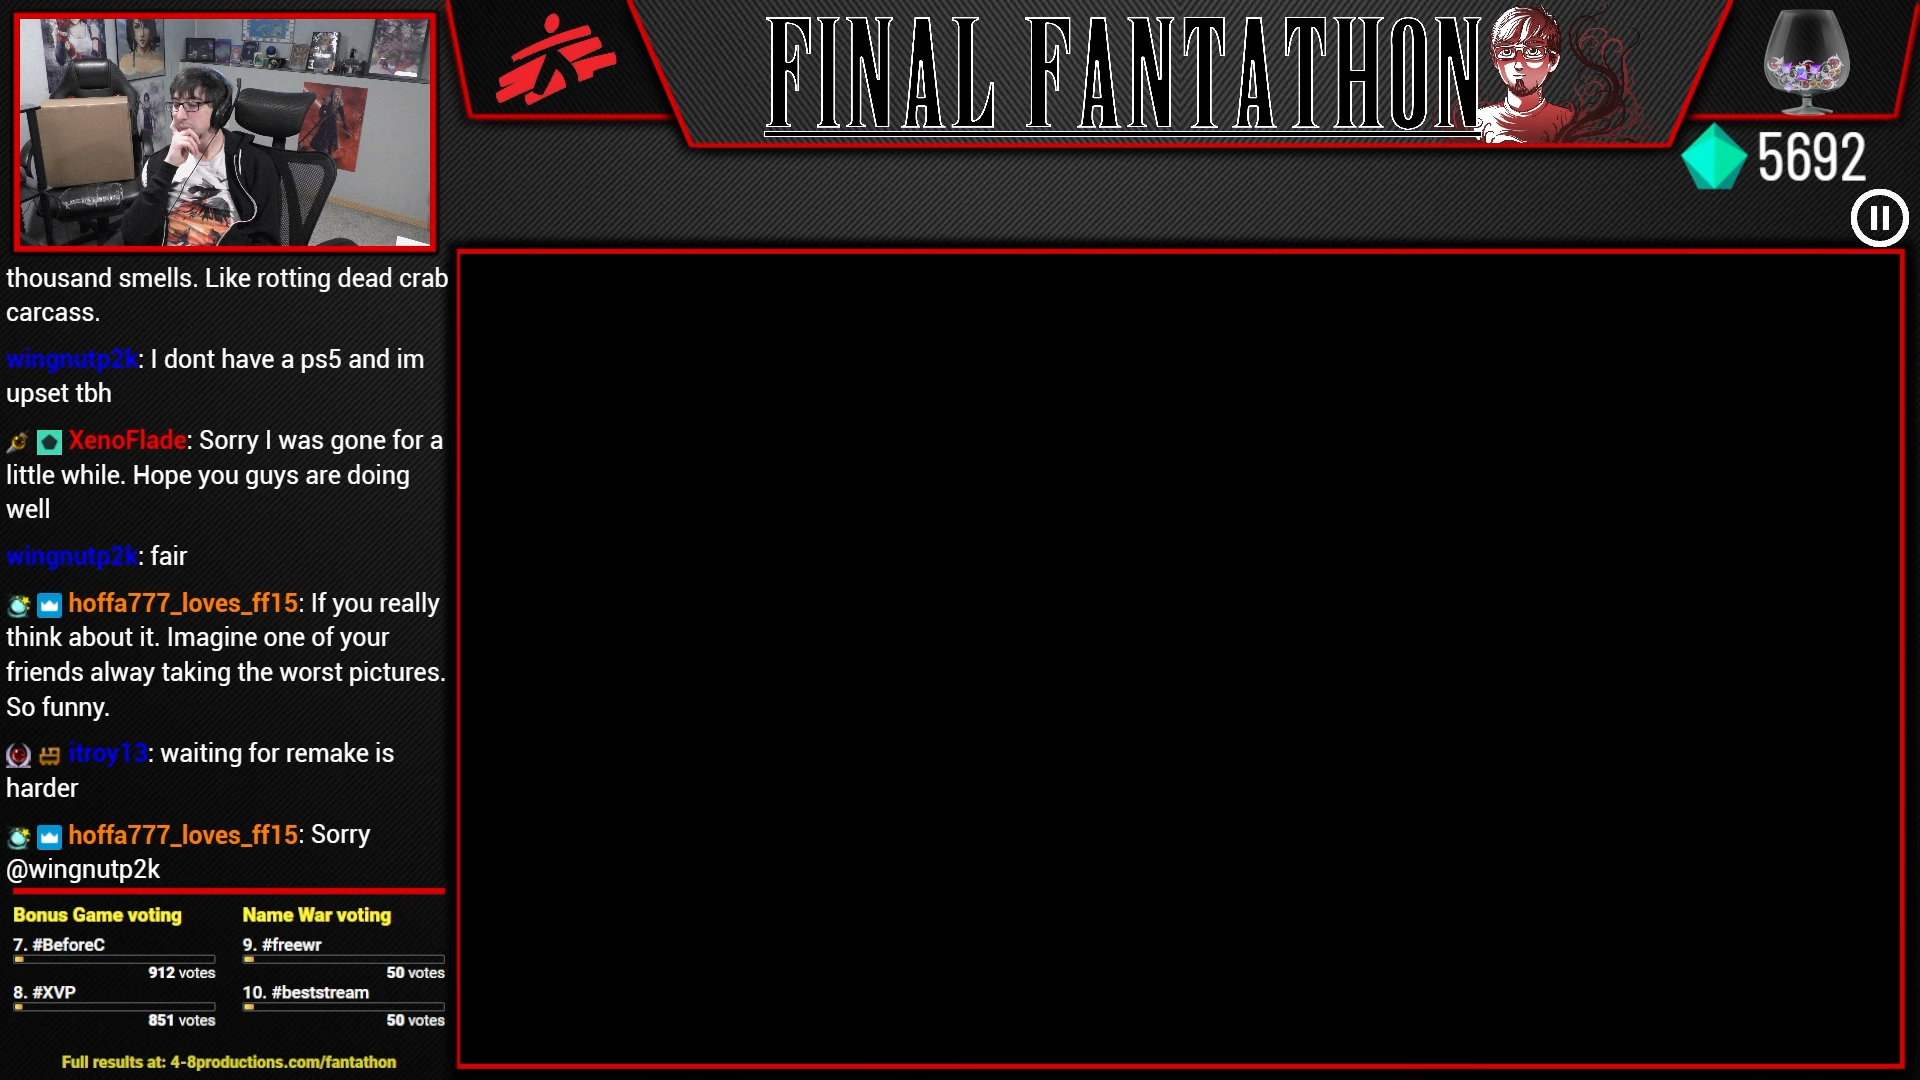 FINAL FANTATHON
5692
thousand smells. Like rotting dead crab
carcass.
wingnutp2k: I dont have a ps5 and im
upset tbh
XenoFlade: Sorry I was gone for a
little while. Hope you guys are doing
well
wingnutp2k: fair
hoffa777_loves_ff15: If you really
think about it. Imagine one of your
friends alway taking the worst pictures.
So funny.
itroy13: waiting for remake is
harder
hoffa777_loves_ff15: Sorry
@wingnutp2k
Bonus Game voting
7. #BeforeC
912 votes
8. #XVP
851 votes
Name War voting
9. #freewr
50 votes
10. #beststream
50 votes
Full results at: 4-8productions.com/fantathon